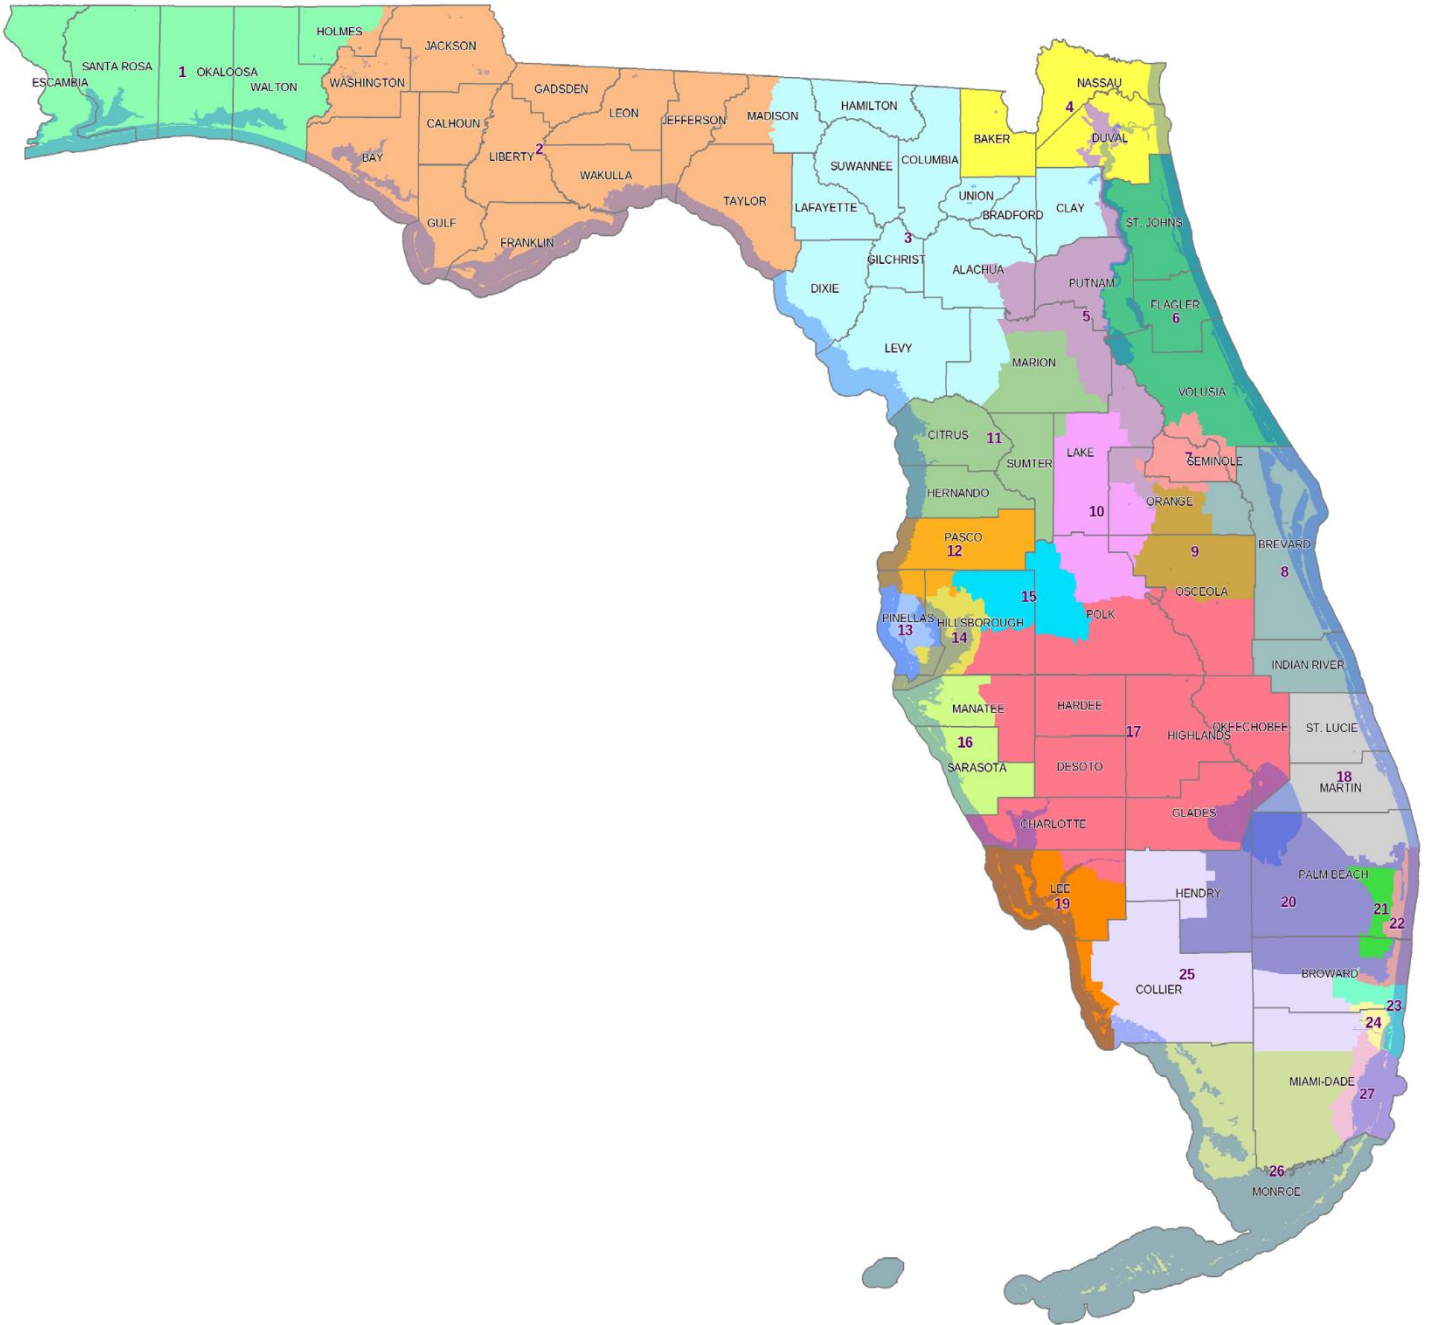 HOLMES
JACKSON
SANTA ROSA
1
OKALOOSA
ESCAMBIA
WALTON
WASHINGTON
GADSDEN
LEON
JEFFERSON
MADISON
HAMILTON
NASSAU
4
BAKER
DUVAL
CALHOUN
BAY
LIBERTY
2
WAKULLA
SUWANNEE
COLUMBIA
TAYLOR
LAFAYETTE
UNION
BRADFORD
CLAY
ST. JOHNS
GULF
FRANKLIN
3
GILCHRIST
ALACHUA
DIXIE
PUTNAM
5
FLAGLER
6
LEVY
MARION
VOLUSIA
CITRUS
11
SUMTER
LAKE
7
SEMINOLE
HERNANDO
10
ORANGE
PASCO
12
9
BREVARD
8
OSCEOLA
15
POLK
PINELLAS
13
HILLSBOROUGH
14
INDIAN RIVER
MANATEE
HARDEE
16
17
HIGHLANDS
OKEECHOBEE
ST. LUCIE
SARASOTA
DESOTO
18
MARTIN
CHARLOTTE
GLADES
LEE
19
HENDRY
PALM BEACH
20
21
22
BROWARD
25
COLLIER
23
24
MIAMI-DADE
27
26
MONROE